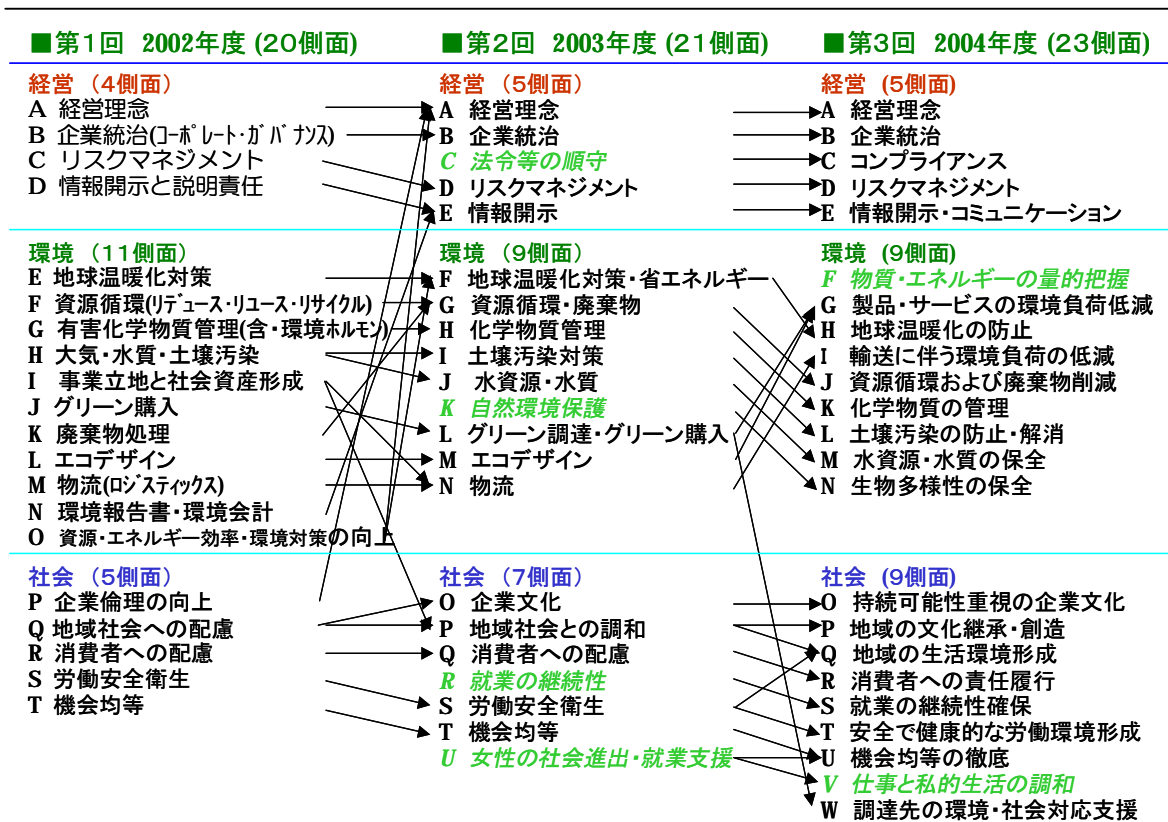 ■第1回 2002年度 (20側面)
経営 (4側面)
A 経営理念
B 企業統治(コーポレート・ガバナンス)
C リスクマネジメント
D 情報開示と説明責任
環境 (11側面)
E 地球温暖化対策
F 資源循環(リデュース・リユース・リサイクル)
G 有害化学物質管理(含・環境ホルモン)
H 大気・水質・土壌汚染
I 事業立地と社会資産形成
J グリーン購入
K 廃棄物処理
L エコデザイン
M 物流(ロジスティックス)
N 環境報告書・環境会計
O 資源・エネルギー効率・環境対策の向上
社会 (5側面)
P 企業倫理の向上
Q 地域社会への配慮
R 消費者への配慮
S 労働安全衛生
T 機会均等
■第2回 2003年度 (21側面)
経営 (5側面)
A 経営理念
B 企業統治
C 法令等の順守
D リスクマネジメント
E 情報開示
環境 (9側面)
F 地球温暖化対策・省エネルギー
G 資源循環・廃棄物
H 化学物質管理
I 土壌汚染対策
J 水資源・水質
K 自然環境保護
L グリーン調達・グリーン購入
M エコデザイン
N 物流
社会 (7側面)
O 企業文化
P 地域社会との調和
Q 消費者への配慮
R 就業の継続性
S 労働安全衛生
T 機会均等
U 女性の社会進出・就業支援
■第3回 2004年度 (23側面)
経営 (5側面)
A 経営理念
B 企業統治
C コンプライアンス
D リスクマネジメント
E 情報開示・コミュニケーション
環境 (9側面)
F 物質・エネルギーの量的把握
G 製品・サービスの環境負荷低減
H 地球温暖化の防止
I 輸送に伴う環境負荷の低減
J 資源循環および廃棄物削減
K 化学物質の管理
L 土壌汚染の防止・解消
M 水資源・水質の保全
N 生物多様性の保全
社会 (9側面)
O 持続可能性重視の企業文化
P 地域の文化継承・創造
Q 地域の生活環境形成
R 消費者への責任履行
S 就業の継続性確保
T 安全で健康的な労働環境形成
U 機会均等の徹底
V 仕事と私的生活の調和
W 調達先の環境・社会対応支援